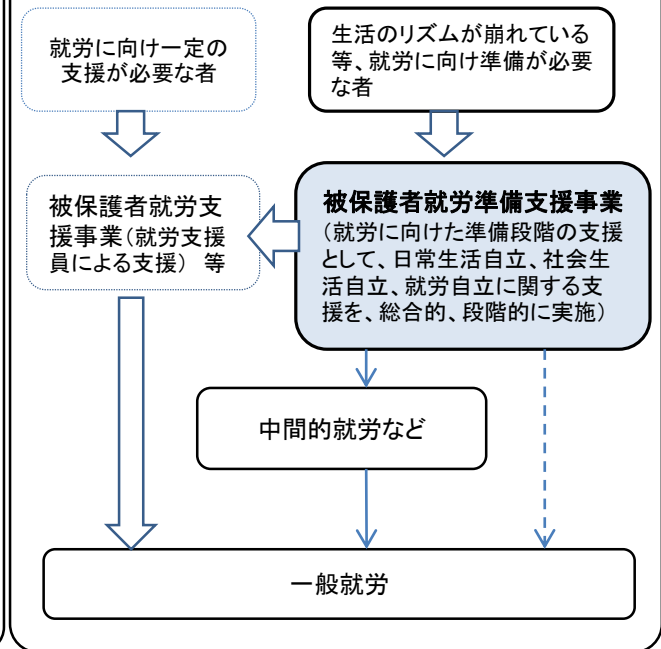 就労に向け一定の
支援が必要な者
生活のリズムが崩れている
等、就労に向け準備が必要
な者
被保護者就労支
援事業(就労支援
員による支援) 等
被保護者就労準備支援事業
(就労に向けた準備段階の支援
として、日常生活自立、社会生
活自立、就労自立に関する支
援を、総合的、段階的に実施)
中間的就労など
一般就労